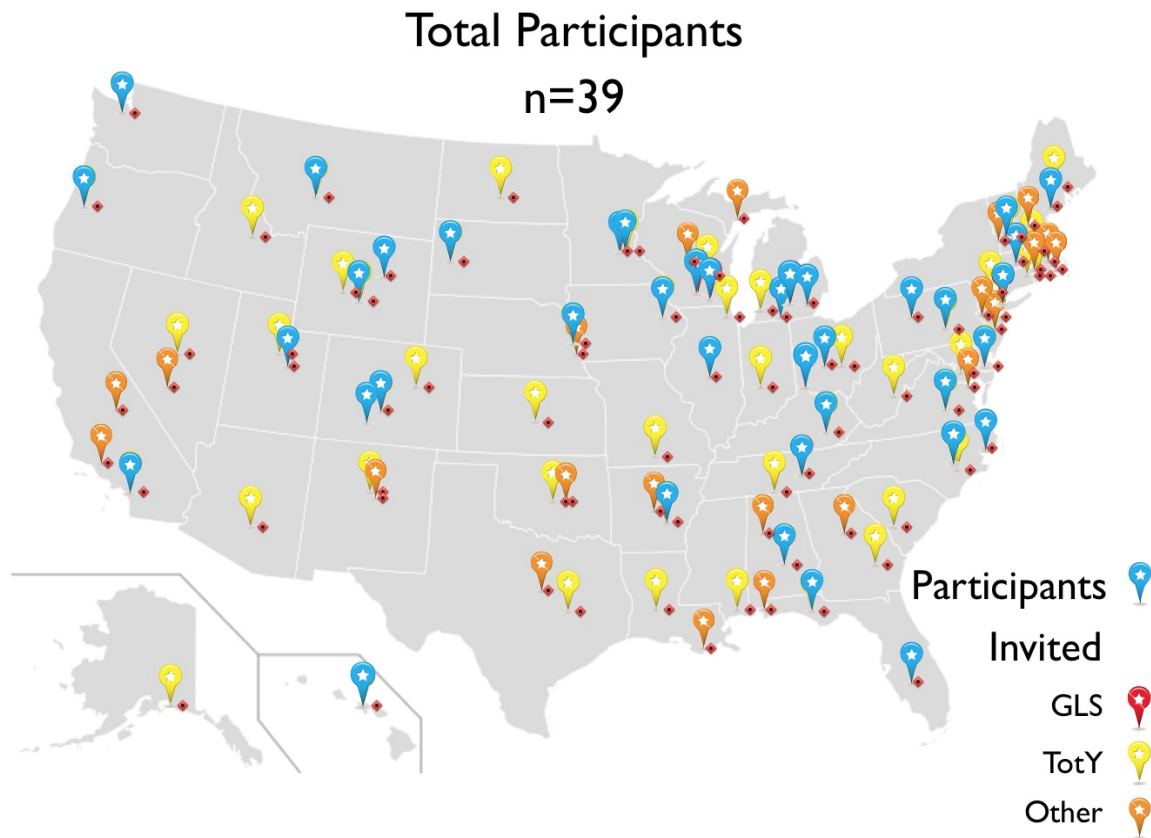 Total Participants
n=39
Participants
Invited
GLS
TotY
Other